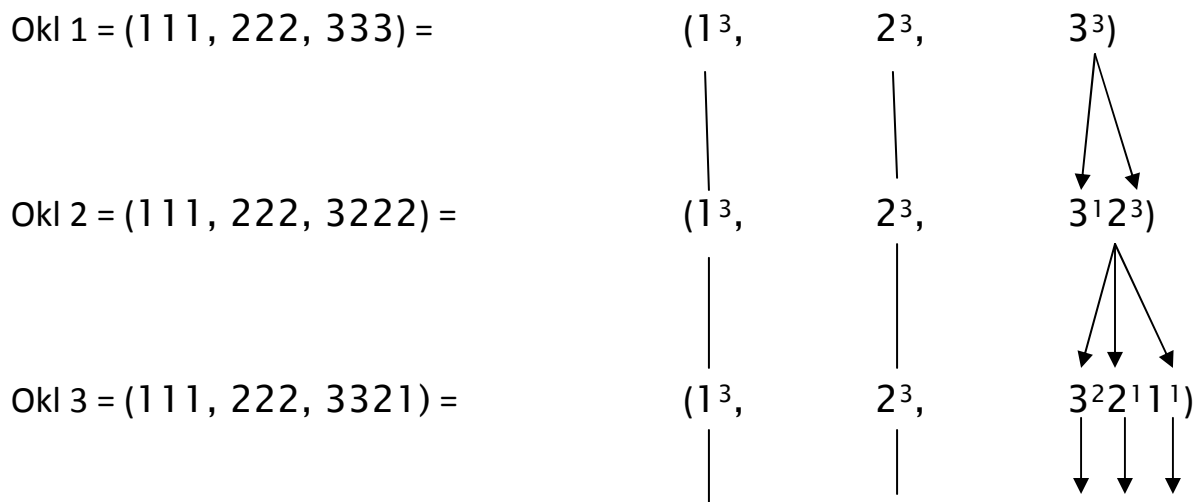 Okl 1 = (111, 222, 333) = (1³, 2³, 3³)
Okl 2 = (111, 222, 3222) = (1³, 2³, 3¹2³)
Okl 3 = (111, 222, 3321) = (1³, 2³, 3²2¹1¹)